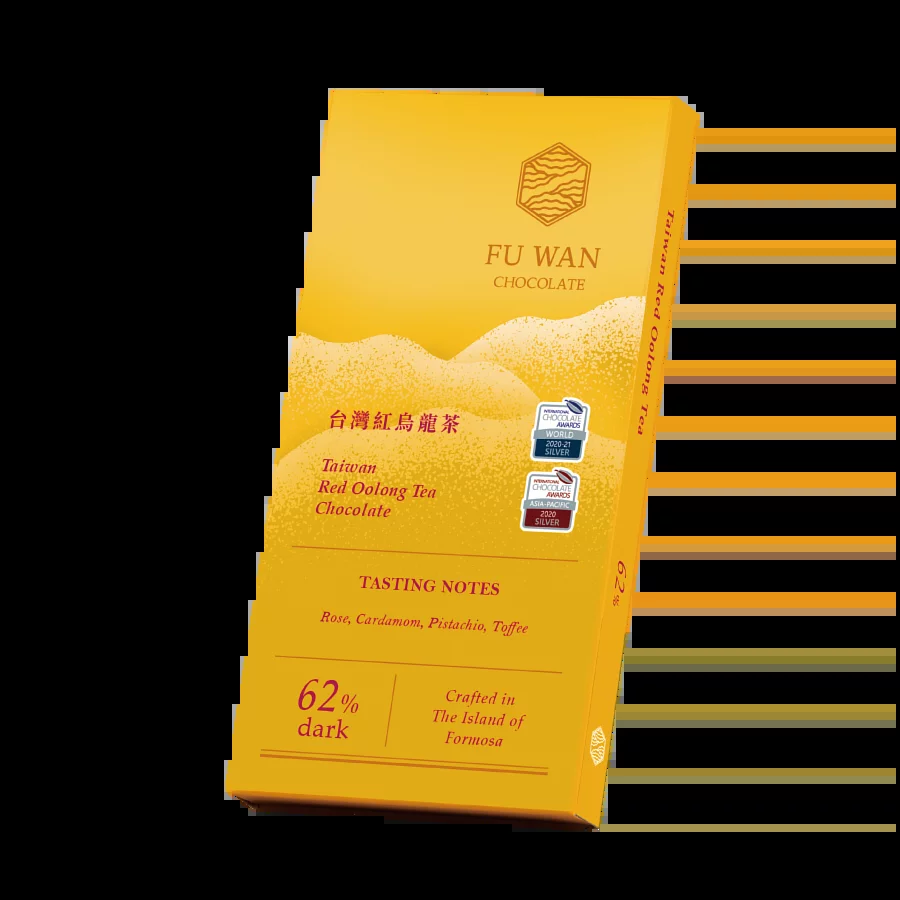 FU WAN
CHOCOLATE
台灣紅烏龍茶
Taiwan
Red Oolong Tea
Chocolate
INTERNATIONAL
CHOCOLATE
AWARDS
WORLD
2020-21
SILVER
INTERNATIONAL
CHOCOLATE
AWARDS
ASIA-PACIFIC
2020
SILVER
TASTING NOTES
Rose, Cardamom, Pistachio, Toffee
62%
dark
Crafted in
The Island of
Formosa
Taiwan Red Oolong Tea
62%